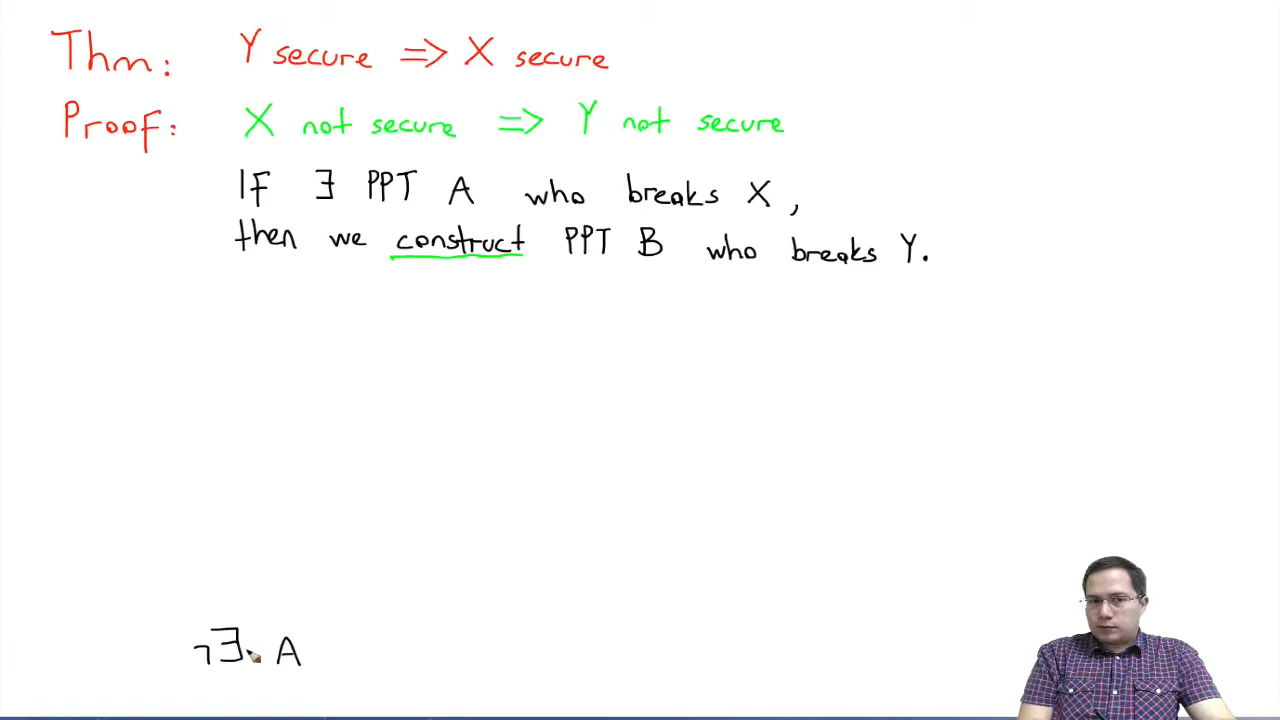 Thm: Y secure => X secure
Proof: X not secure => Y not secure
IF ∃ PPT A who breaks X,
then we construct PPT B who breaks Y.
¬∃ A